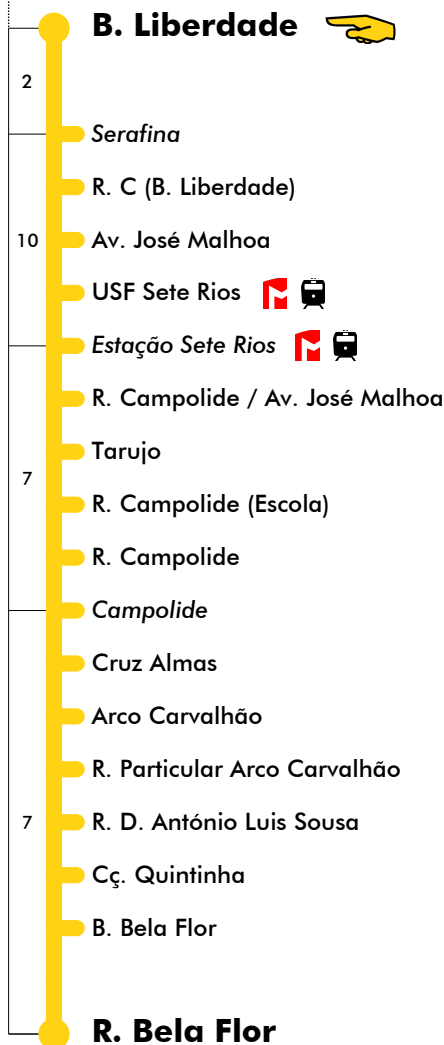 B. Liberdade
2
Serafina
R. C (B. Liberdade)
10
Av. José Malhoa
USF Sete Rios
Estação Sete Rios
R. Campolide / Av. José Malhoa
Tarujo
7
R. Campolide (Escola)
R. Campolide
Campolide
Cruz Almas
Arco Carvalhão
R. Particular Arco Carvalhão
7
R. D. António Luis Sousa
Cç. Quintinha
B. Bela Flor
R. Bela Flor